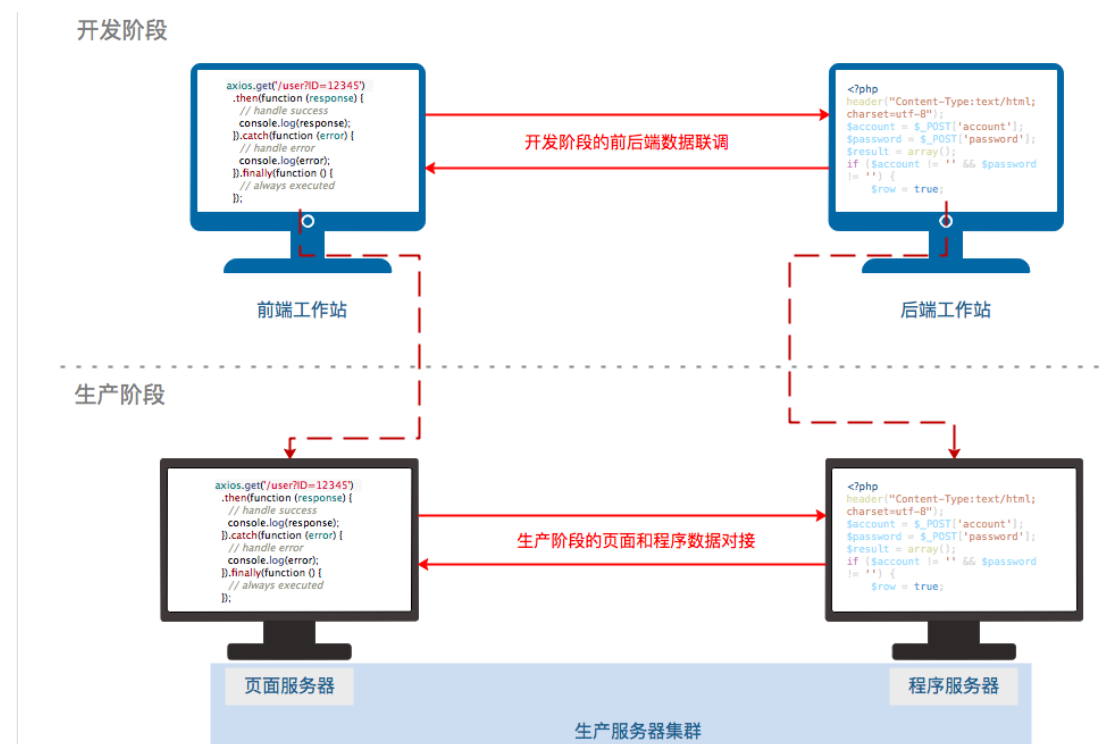 开发阶段
axios.get('/user?ID=12345')
.then(function (response) {
// handle success
console.log(response);
}).catch(function (error) {
// handle error
console.log(error);
}).finally(function () {
// always executed
});
开发阶段的前后端数据联调
<?php
header("Content-Type:text/html;
charset=utf-8");
$account = $_POST['account'];
$password = $_POST['password'];
$result = array();
if ($account != '' && $password
!= '') {
$row = true;
前端工作站
后端工作站
生产阶段
axios.get('/user?ID=12345')
.then(function (response) {
// handle success
console.log(response);
}).catch(function (error) {
// handle error
console.log(error);
}).finally(function () {
// always executed
});
生产阶段的页面和程序数据对接
<?php
header("Content-Type:text/html;
charset=utf-8");
$account = $_POST['account'];
$password = $_POST['password'];
$result = array();
if ($account != '' && $password
!= '') {
$row = true;
页面服务器
程序服务器
生产服务器集群